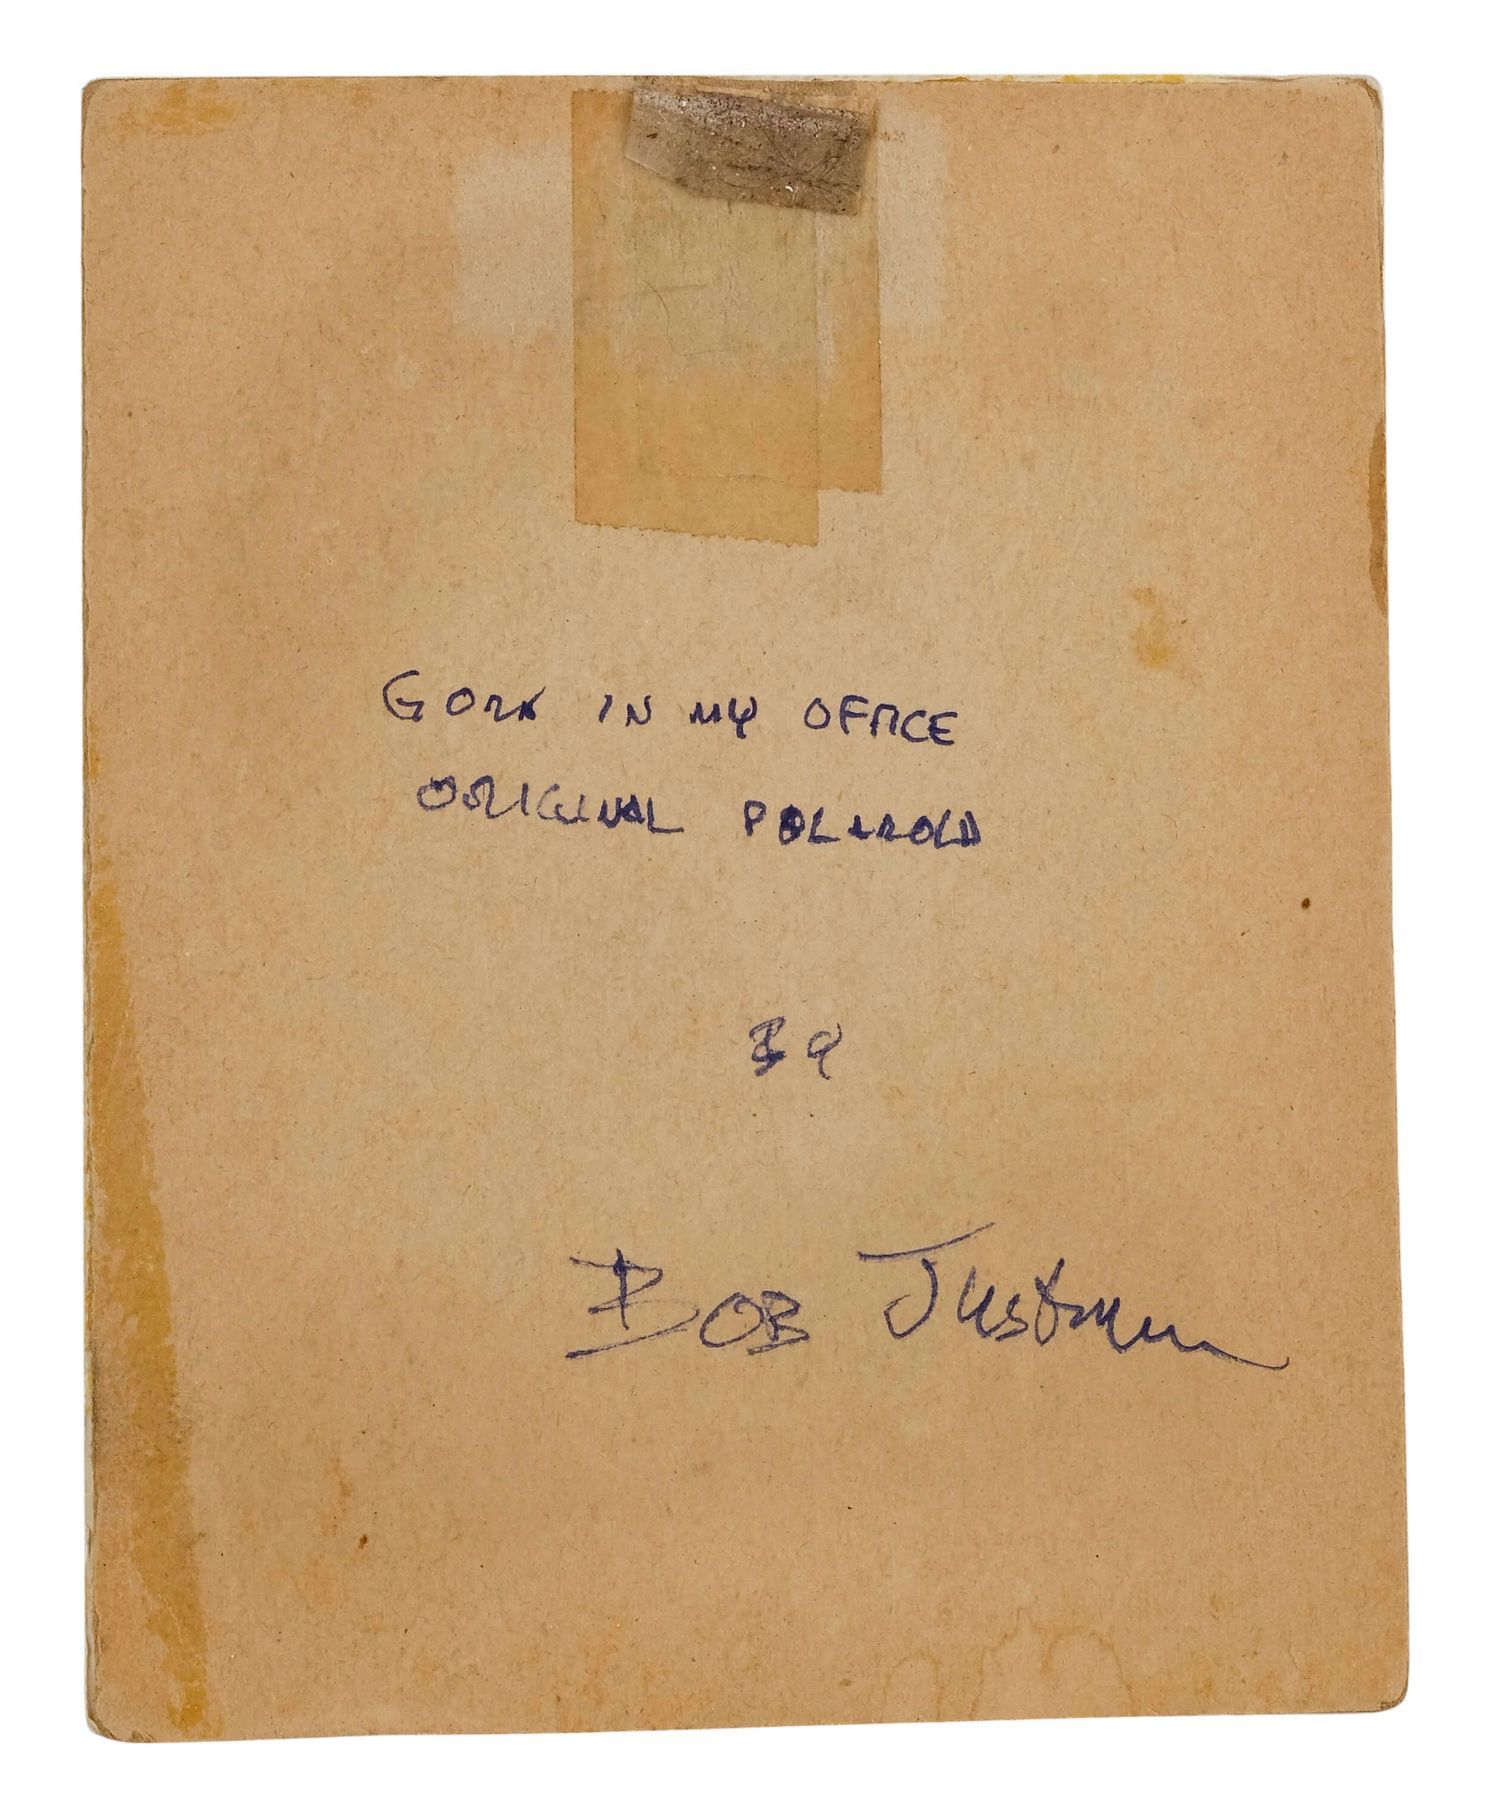 GORN IN MY OFFICE
ORIGINAL POLAROID
BY
BOB Justman